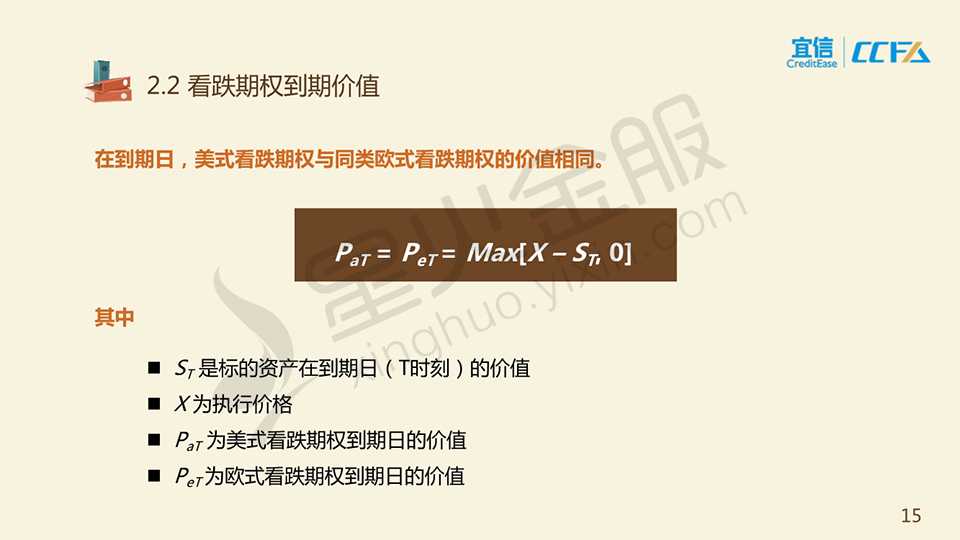 宜信
CreditEase
CCFA
2.2 看跌期权到期价值
在到期日，美式看跌期权与同类欧式看跌期权的价值相同。
PaT = PeT = Max[X – ST, 0]
其中
■ ST 是标的资产在到期日（T时刻）的价值
■ X 为执行价格
■ PaT 为美式看跌期权到期日的价值
■ PeT 为欧式看跌期权到期日的价值
星火金服
xinghuo.yixin.com
15